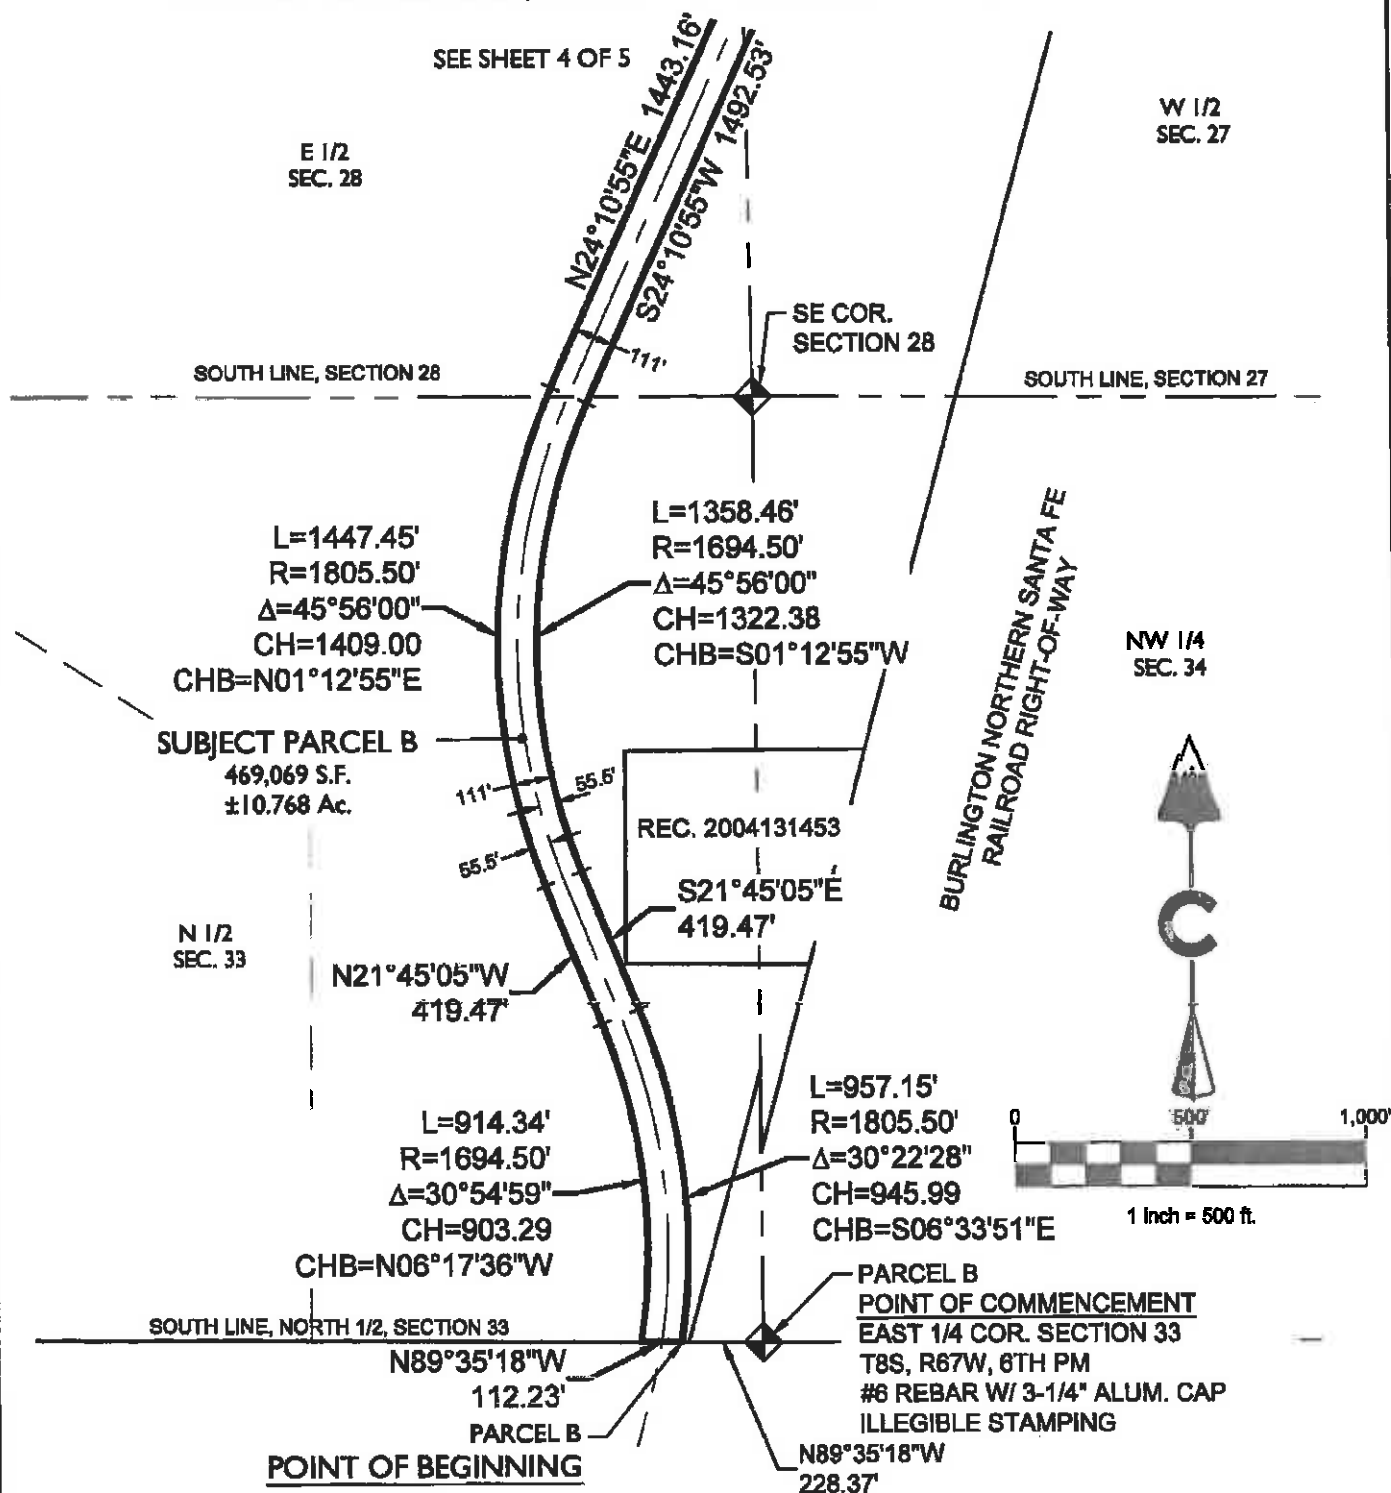 SEE SHEET 4 OF 5
N24°10'55"E 1443.16'
S24°10'55"W 1492.53'
E 1/2
SEC. 28
W 1/2
SEC. 27
SE COR.
SECTION 28
111'
SOUTH LINE, SECTION 28
SOUTH LINE, SECTION 27
L=1447.45'
R=1805.50'
Δ=45°56'00"
CH=1409.00
CHB=N01°12'55"E
L=1358.46'
R=1694.50'
Δ=45°56'00"
CH=1322.38
CHB=S01°12'55"W
BURLINGTON NORTHERN SANTA FE
RAILROAD RIGHT-OF-WAY
NW 1/4
SEC. 34
SUBJECT PARCEL B
469,069 S.F.
±10.768 Ac.
111'
55.5'
55.5'
REC. 2004131453
S21°45'05"E
419.47'
N 1/2
SEC. 33
N21°45'05"W
419.47'
L=914.34'
R=1694.50'
Δ=30°54'59"
CH=903.29
CHB=N06°17'36"W
L=957.15'
R=1805.50'
Δ=30°22'28"
CH=945.99
CHB=S06°33'51"E
0 500' 1,000'
1 inch = 500 ft.
SOUTH LINE, NORTH 1/2, SECTION 33
N89°35'18"W
112.23'
PARCEL B
POINT OF BEGINNING
PARCEL B
POINT OF COMMENCEMENT
EAST 1/4 COR. SECTION 33
T8S, R67W, 6TH PM
#6 REBAR W/ 3-1/4" ALUM. CAP
ILLEGIBLE STAMPING
N89°35'18"W
228.37'